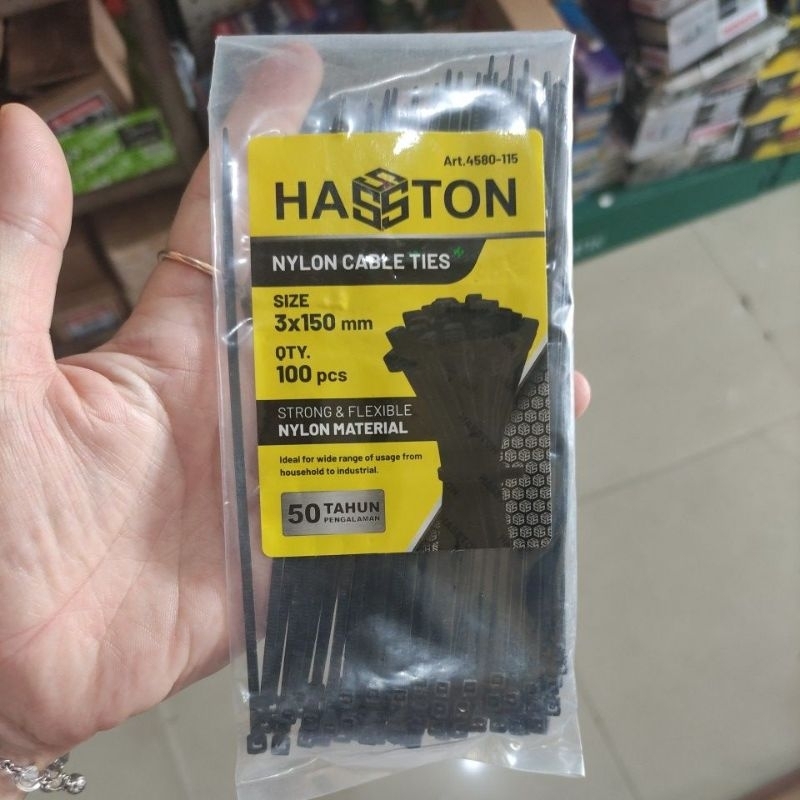 Art.4580-115
HASSTON
NYLON CABLE TIES
SIZE
3x150 mm
QTY.
100 pcs
STRONG & FLEXIBLE
NYLON MATERIAL
Ideal for wide range of usage from
household to industrial.
50 TAHUN
PENGALAMAN